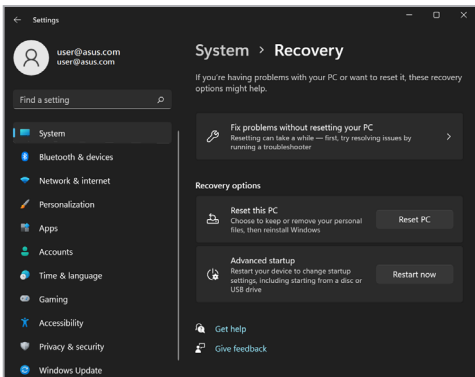 Settings
user@asus.com
user@asus.com
Find a setting
System
Bluetooth & devices
Network & internet
Personalization
Apps
Accounts
Time & language
Gaming
Accessibility
Privacy & security
Windows Update
System > Recovery
If you're having problems with your PC or want to reset it, these recovery
options might help.
Fix problems without resetting your PC
Resetting can take a while — first, try resolving issues by
running a troubleshooter
Recovery options
Reset this PC
Choose to keep or remove your personal
files, then reinstall Windows
Reset PC
Advanced startup
Restart your device to change startup
settings, including starting from a disc or
USB drive
Restart now
Get help
Give feedback